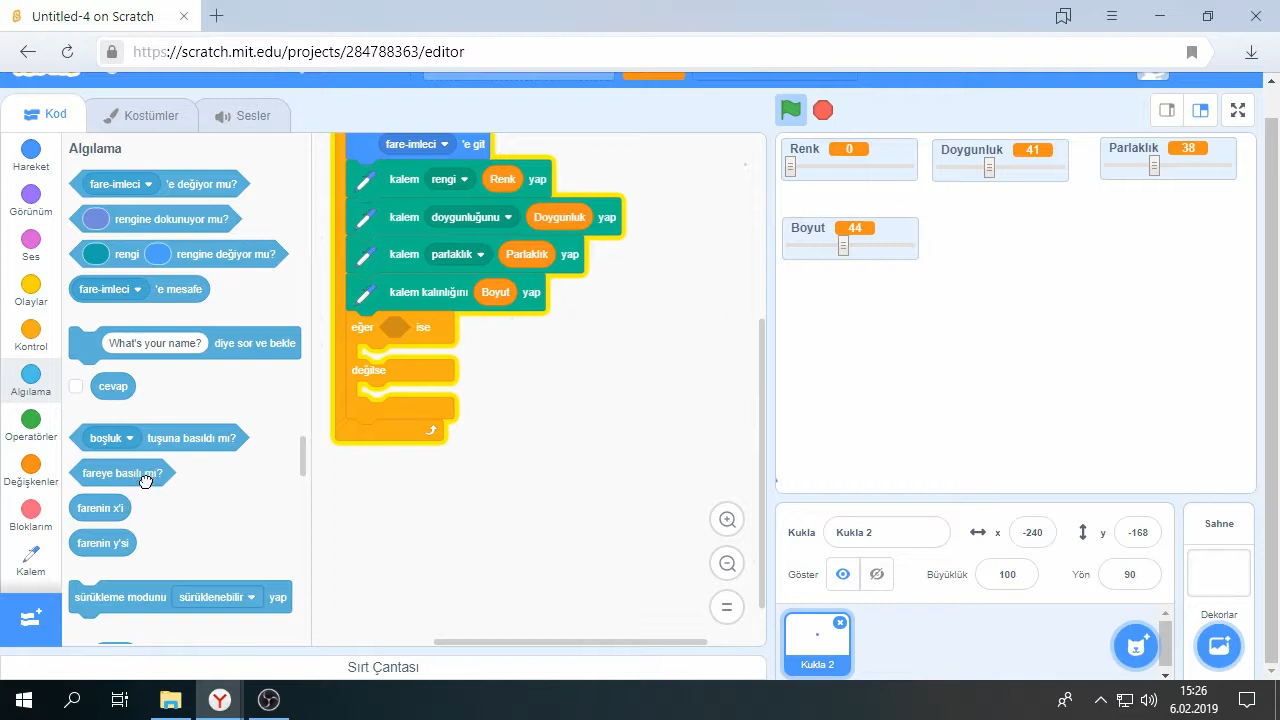 Untitled-4 on Scratch
https://scratch.mit.edu/projects/284788363/editor
Kod
Kostümler
Sesler
Hareket
Görünüm
Ses
Olaylar
Kontrol
Algılama
Operatörler
Değişkenler
Bloklarım
Kalem
Algılama
fare-imleci 'e değiyor mu?
rengine dokunuyor mu?
rengi rengine değiyor mu?
fare-imleci 'e mesafe
What's your name? diye sor ve bekle
cevap
boşluk tuşuna basıldı mı?
fareye basılı mı?
farenin x'i
farenin y'si
sürükleme modunu sürüklenebilir yap
fare-imleci 'e git
kalem rengi Renk yap
kalem doygunluğunu Doygunluk yap
kalem parlaklık Parlaklık yap
kalem kalınlığını Boyut yap
eğer ise
değilse
Sırt Çantası
Renk 0
Doygunluk 41
Parlaklık 38
Boyut 44
Kukla Kukla 2 x -240 y -168
Göster Büyüklük 100 Yön 90
Kukla 2
Sahne
Dekorlar
15:26
6.02.2019